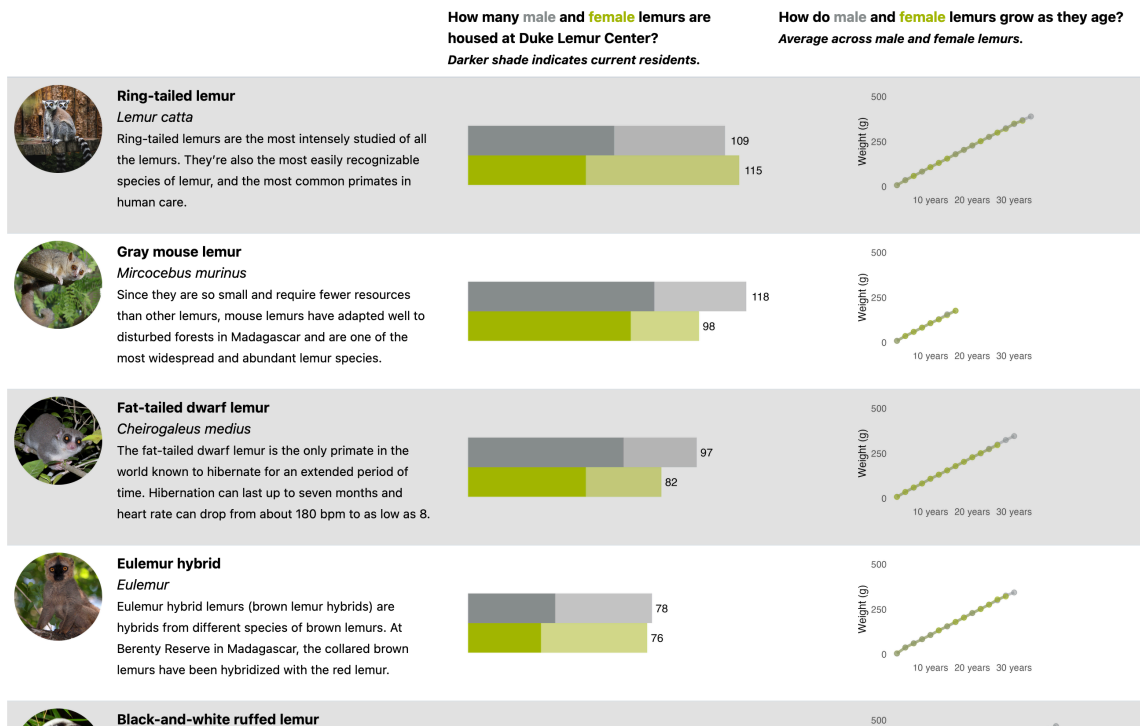 How many male and female lemurs are
housed at Duke Lemur Center?
Darker shade indicates current residents.
How do male and female lemurs grow as they age?
Average across male and female lemurs.
Ring-tailed lemur
Lemur catta
Ring-tailed lemurs are the most intensely studied of all
the lemurs. They're also the most easily recognizable
species of lemur, and the most common primates in
human care.
109
115
500
250
0
Weight (g)
10 years 20 years 30 years
Gray mouse lemur
Mircocebus murinus
Since they are so small and require fewer resources
than other lemurs, mouse lemurs have adapted well to
disturbed forests in Madagascar and are one of the
most widespread and abundant lemur species.
118
98
500
250
0
Weight (g)
10 years 20 years 30 years
Fat-tailed dwarf lemur
Cheirogaleus medius
The fat-tailed dwarf lemur is the only primate in the
world known to hibernate for an extended period of
time. Hibernation can last up to seven months and
heart rate can drop from about 180 bpm to as low as 8.
97
82
500
250
0
Weight (g)
10 years 20 years 30 years
Eulemur hybrid
Eulemur
Eulemur hybrid lemurs (brown lemur hybrids) are
hybrids from different species of brown lemurs. At
Berenty Reserve in Madagascar, the collared brown
lemurs have been hybridized with the red lemur.
78
76
500
250
0
Weight (g)
10 years 20 years 30 years
Black-and-white ruffed lemur
500